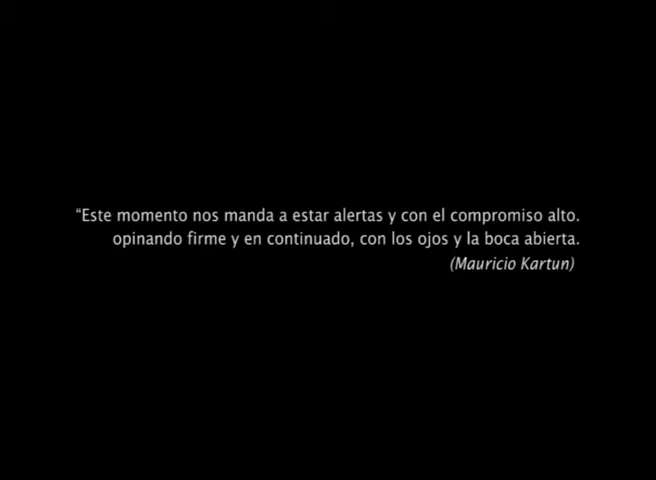 “Este momento nos manda a estar alertas y con el compromiso alto.
opinando firme y en continuado, con los ojos y la boca abierta.
(Mauricio Kartun)